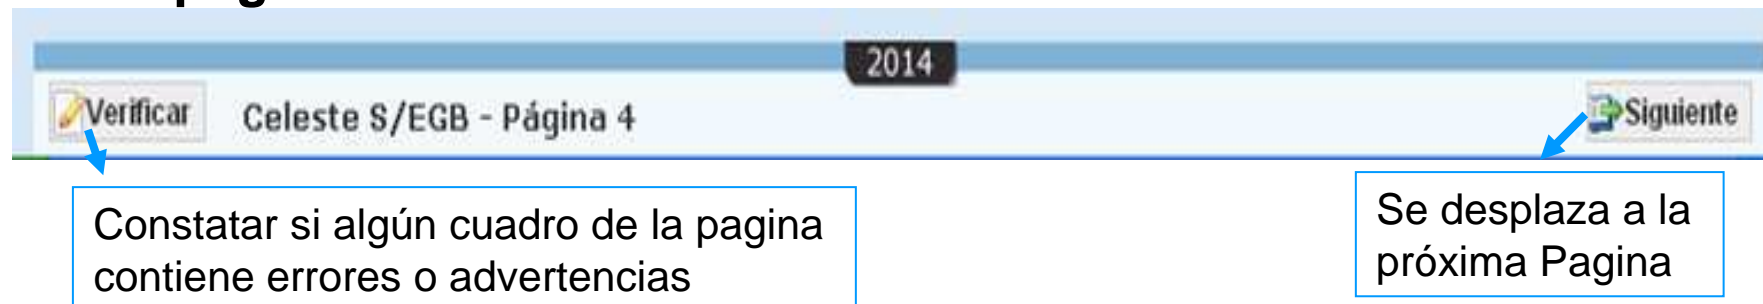 2014
Verificar Celeste S/EGB - Página 4 Siguiente
Constatar si algún cuadro de la pagina
contiene errores o advertencias
Se desplaza a la
próxima Pagina